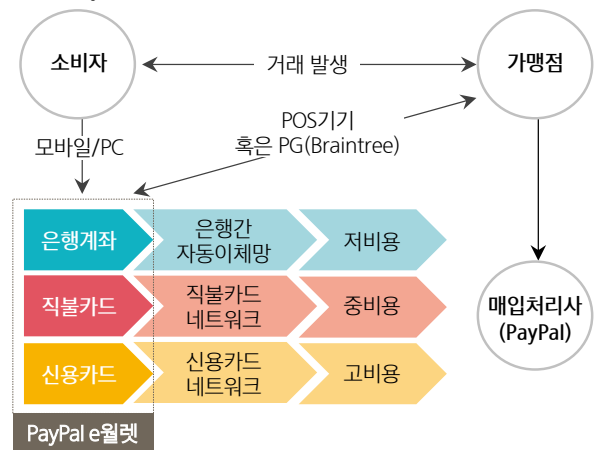 소비자
거래 발생
가맹점
POS기기
혹은 PG(Braintree)
모바일/PC
은행계좌
은행간
자동이체망
저비용
직불카드
직불카드
네트워크
중비용
매입처리사
(PayPal)
신용카드
신용카드
네트워크
고비용
PayPal e월렛